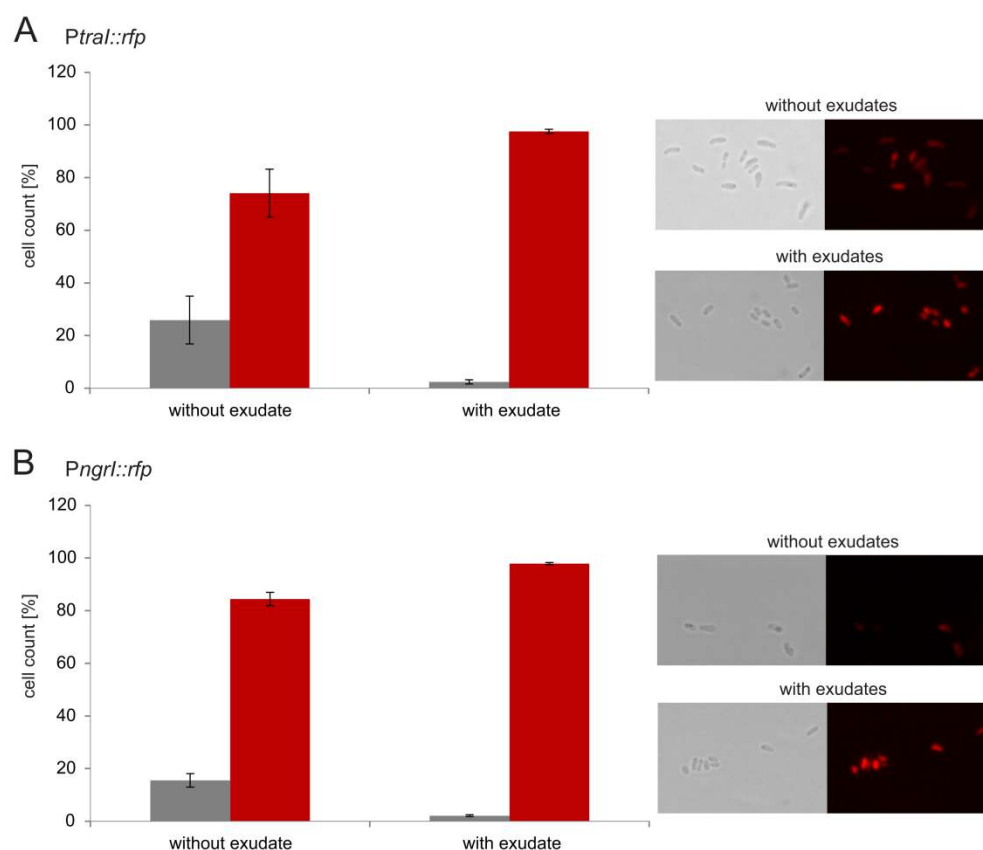 A
PtraI::rfp
120
100
80
60
40
20
0
cell count [%]
without exudate
with exudate
without exudates
with exudates
B
PngrI::rfp
120
100
80
60
40
20
0
cell count [%]
without exudate
with exudate
without exudates
with exudates